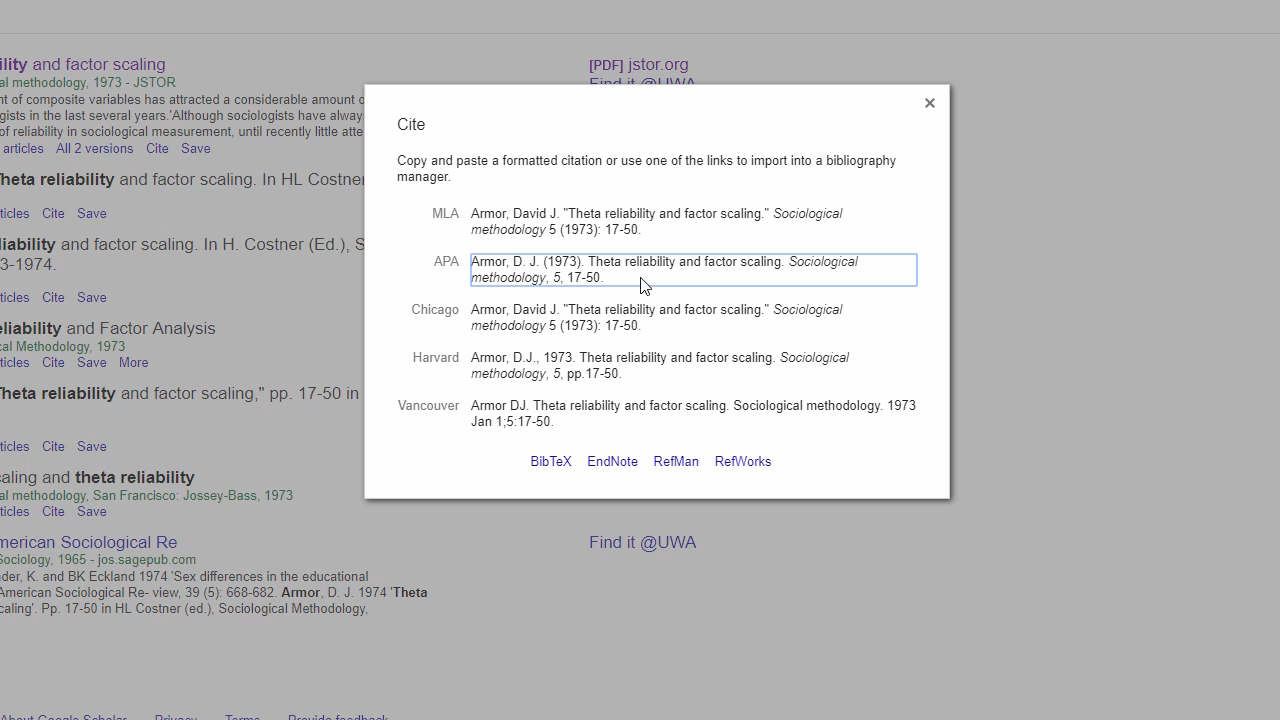 ility and factor scaling
al methodology, 1973 - JSTOR
nt of composite variables has attracted a considerable amount o
gists in the last several years.'Although sociologists have alway
of reliability in sociological measurement, until recently little atte
articles All 2 versions Cite Save
[PDF] jstor.org
Find it @UWA
heta reliability and factor scaling. In HL Costner
ticles Cite Save
liability and factor scaling. In H. Costner (Ed.), S
3-1974.
ticles Cite Save
eliability and Factor Analysis
cal Methodology, 1973
ticles Cite Save More
heta reliability and factor scaling," pp. 17-50 in
ticles Cite Save
caling and theta reliability
al methodology, San Francisco: Jossey-Bass, 1973
ticles Cite Save
merican Sociological Re
Sociology, 1965 - jos.sagepub.com
der, K. and BK Eckland 1974 'Sex differences in the educational
American Sociological Re- view, 39 (5): 668-682. Armor, D. J. 1974 'Theta
caling'. Pp. 17-50 in HL Costner (ed.), Sociological Methodology,
Find it @UWA
Cite
Copy and paste a formatted citation or use one of the links to import into a bibliography
manager.
MLA Armor, David J. "Theta reliability and factor scaling." Sociological
methodology 5 (1973): 17-50.
APA Armor, D. J. (1973). Theta reliability and factor scaling. Sociological
methodology, 5, 17-50.
Chicago Armor, David J. "Theta reliability and factor scaling." Sociological
methodology 5 (1973): 17-50.
Harvard Armor, D.J., 1973. Theta reliability and factor scaling. Sociological
methodology, 5, pp.17-50.
Vancouver Armor DJ. Theta reliability and factor scaling. Sociological methodology. 1973
Jan 1;5:17-50.
BibTeX EndNote RefMan RefWorks
About Google Scholar Privacy Terms Provide feedback